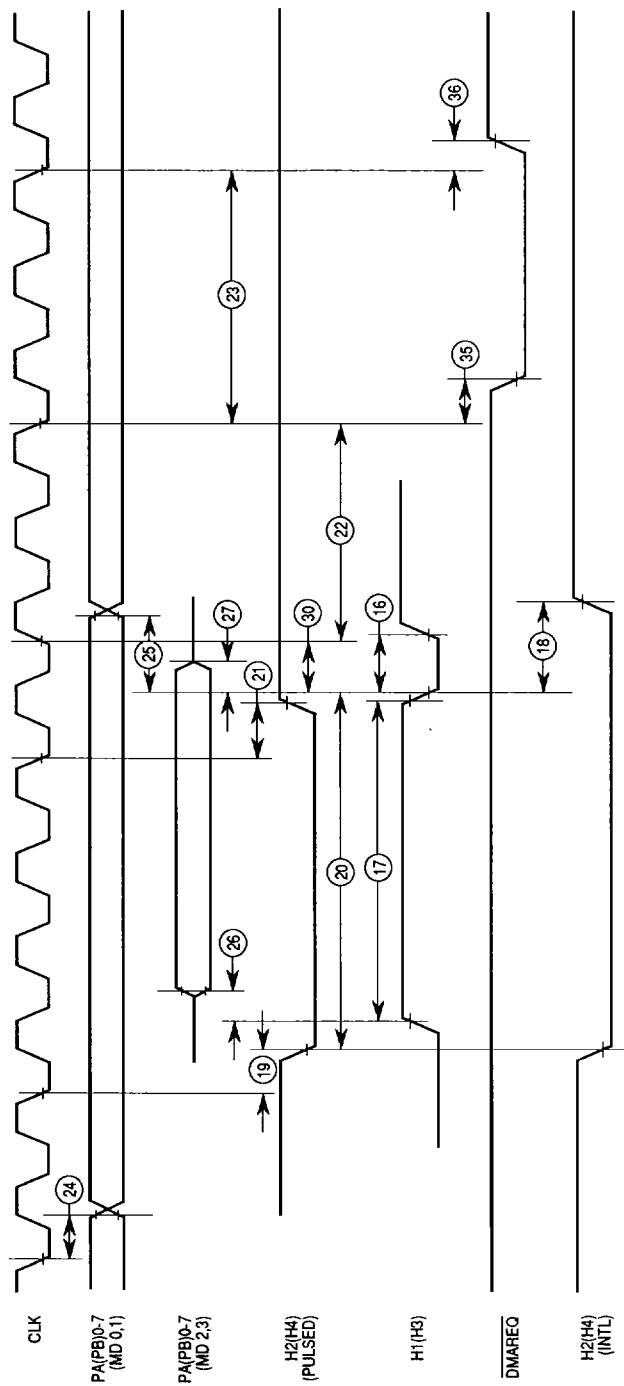 CLK
24
PA(PB)0-7
(MD 0,1)
25
PA(PB)0-7
(MD 2,3)
26
27
H2(H4)
(PULSED)
19
20
21
30
22
23
H1(H3)
17
16
DMAREQ
35
36
H2(H4)
(INTL)
18